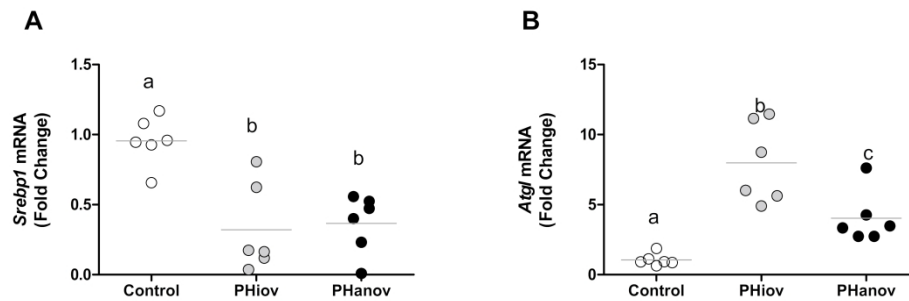 A
Srebp1 mRNA
(Fold Change)
1.5
1.0
0.5
0.0
a
b
b
Control PHiov PHanov
B
Atgl mRNA
(Fold Change)
15
10
5
0
a
b
c
Control PHiov PHanov